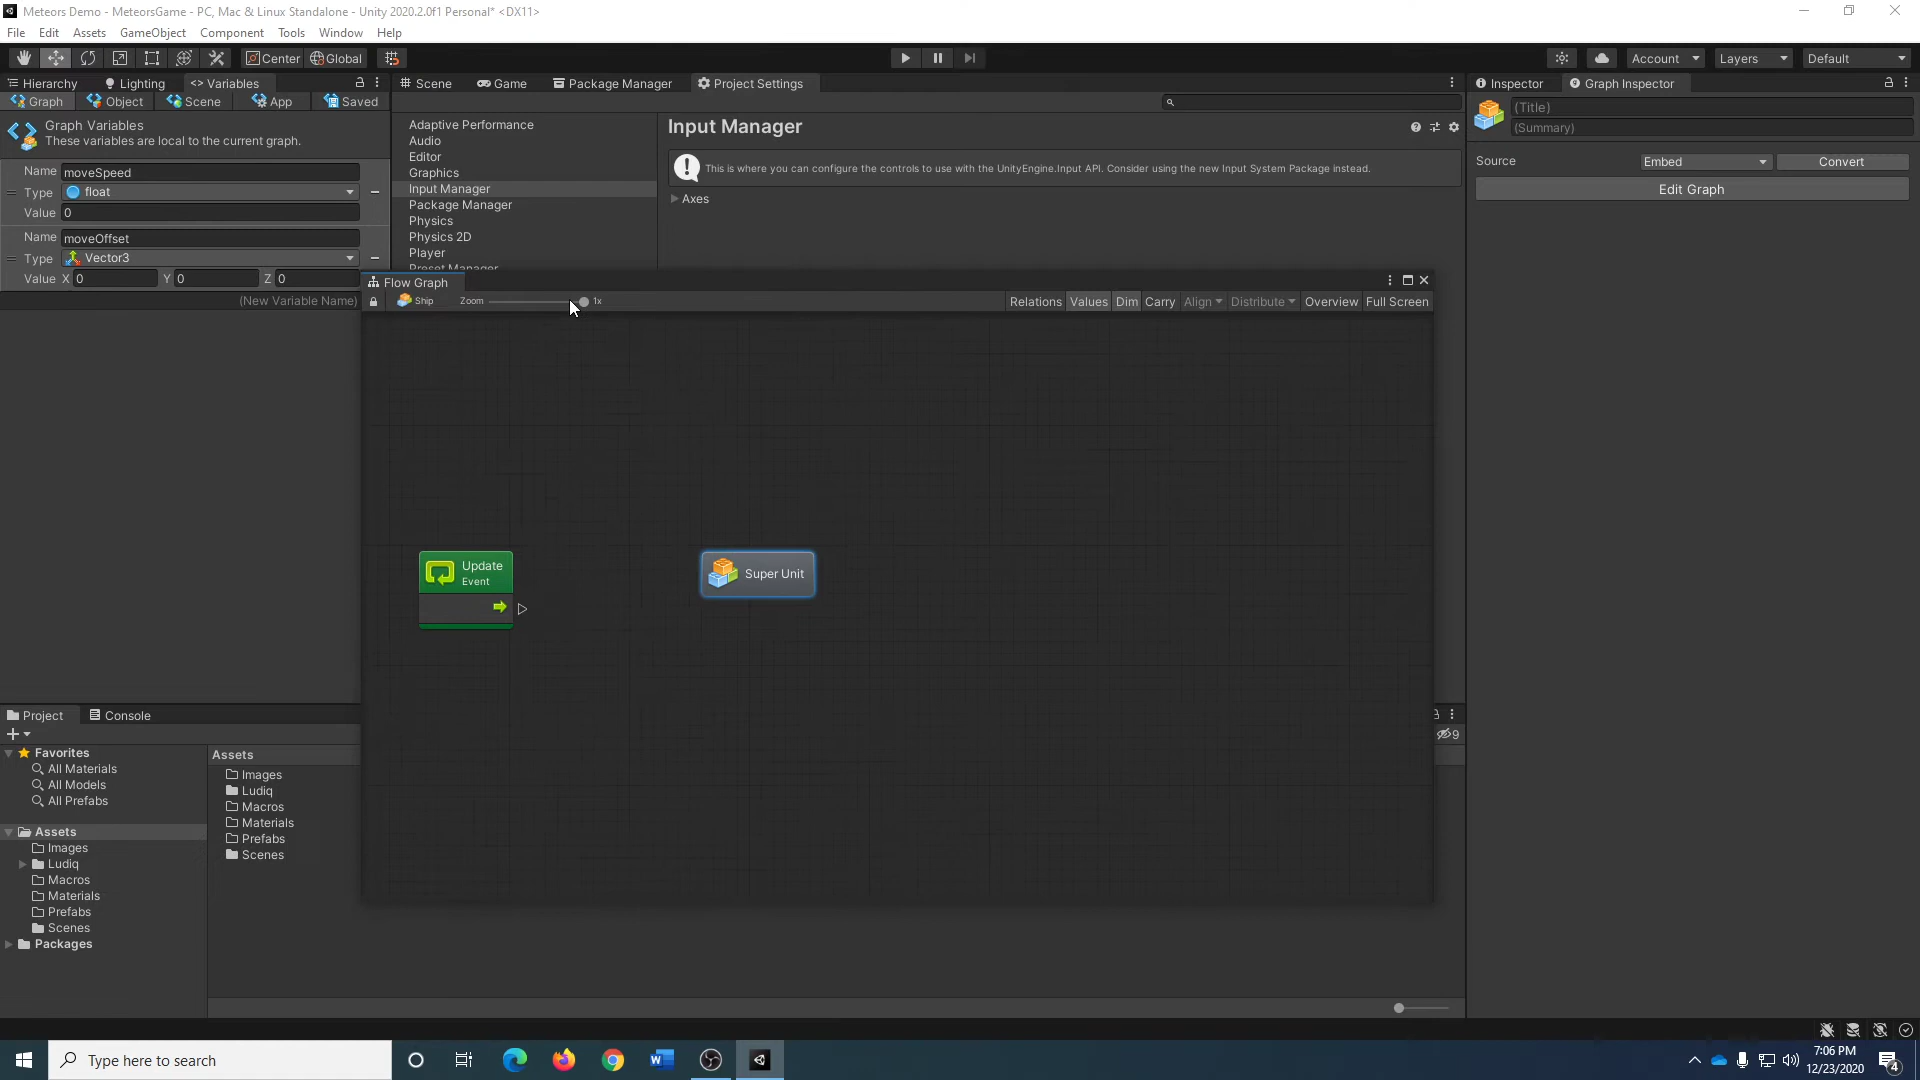 Meteors Demo - MeteorsGame - PC, Mac & Linux Standalone - Unity 2020.2.0f1 Personal* <DX11>
File Edit Assets GameObject Component Tools Window Help
Center Global Account Layers Default
Hierarchy Lighting <> Variables Scene Game Package Manager Project Settings Inspector Graph Inspector
Graph Object Scene App Saved
Graph Variables
These variables are local to the current graph.
Name moveSpeed
Type float
Value 0
Name moveOffset
Type Vector3
Value X 0 Y 0 Z 0
(New Variable Name)
Adaptive Performance
Audio
Editor
Graphics
Input Manager
Package Manager
Physics
Physics 2D
Player
Preset Manager
Input Manager
This is where you can configure the controls to use with the UnityEngine.Input API. Consider using the new Input System Package instead.
Axes
(Title)
(Summary)
Source Embed Convert
Edit Graph
Flow Graph
Ship Zoom 1x Relations Values Dim Carry Align Distribute Overview Full Screen
Update
Event
Super Unit
Project Console
9
Favorites
All Materials
All Models
All Prefabs
Assets
Images
Ludiq
Macros
Materials
Prefabs
Scenes
Packages
Assets
Images
Ludiq
Macros
Materials
Prefabs
Scenes
Type here to search
7:06 PM
12/23/2020
4